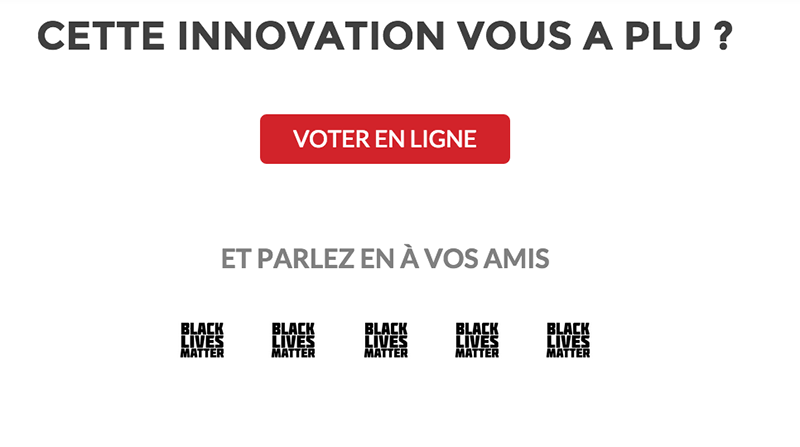 CETTE INNOVATION VOUS A PLU ?
VOTER EN LIGNE
ET PARLEZ EN À VOS AMIS
BLACK LIVES MATTER
BLACK LIVES MATTER
BLACK LIVES MATTER
BLACK LIVES MATTER
BLACK LIVES MATTER